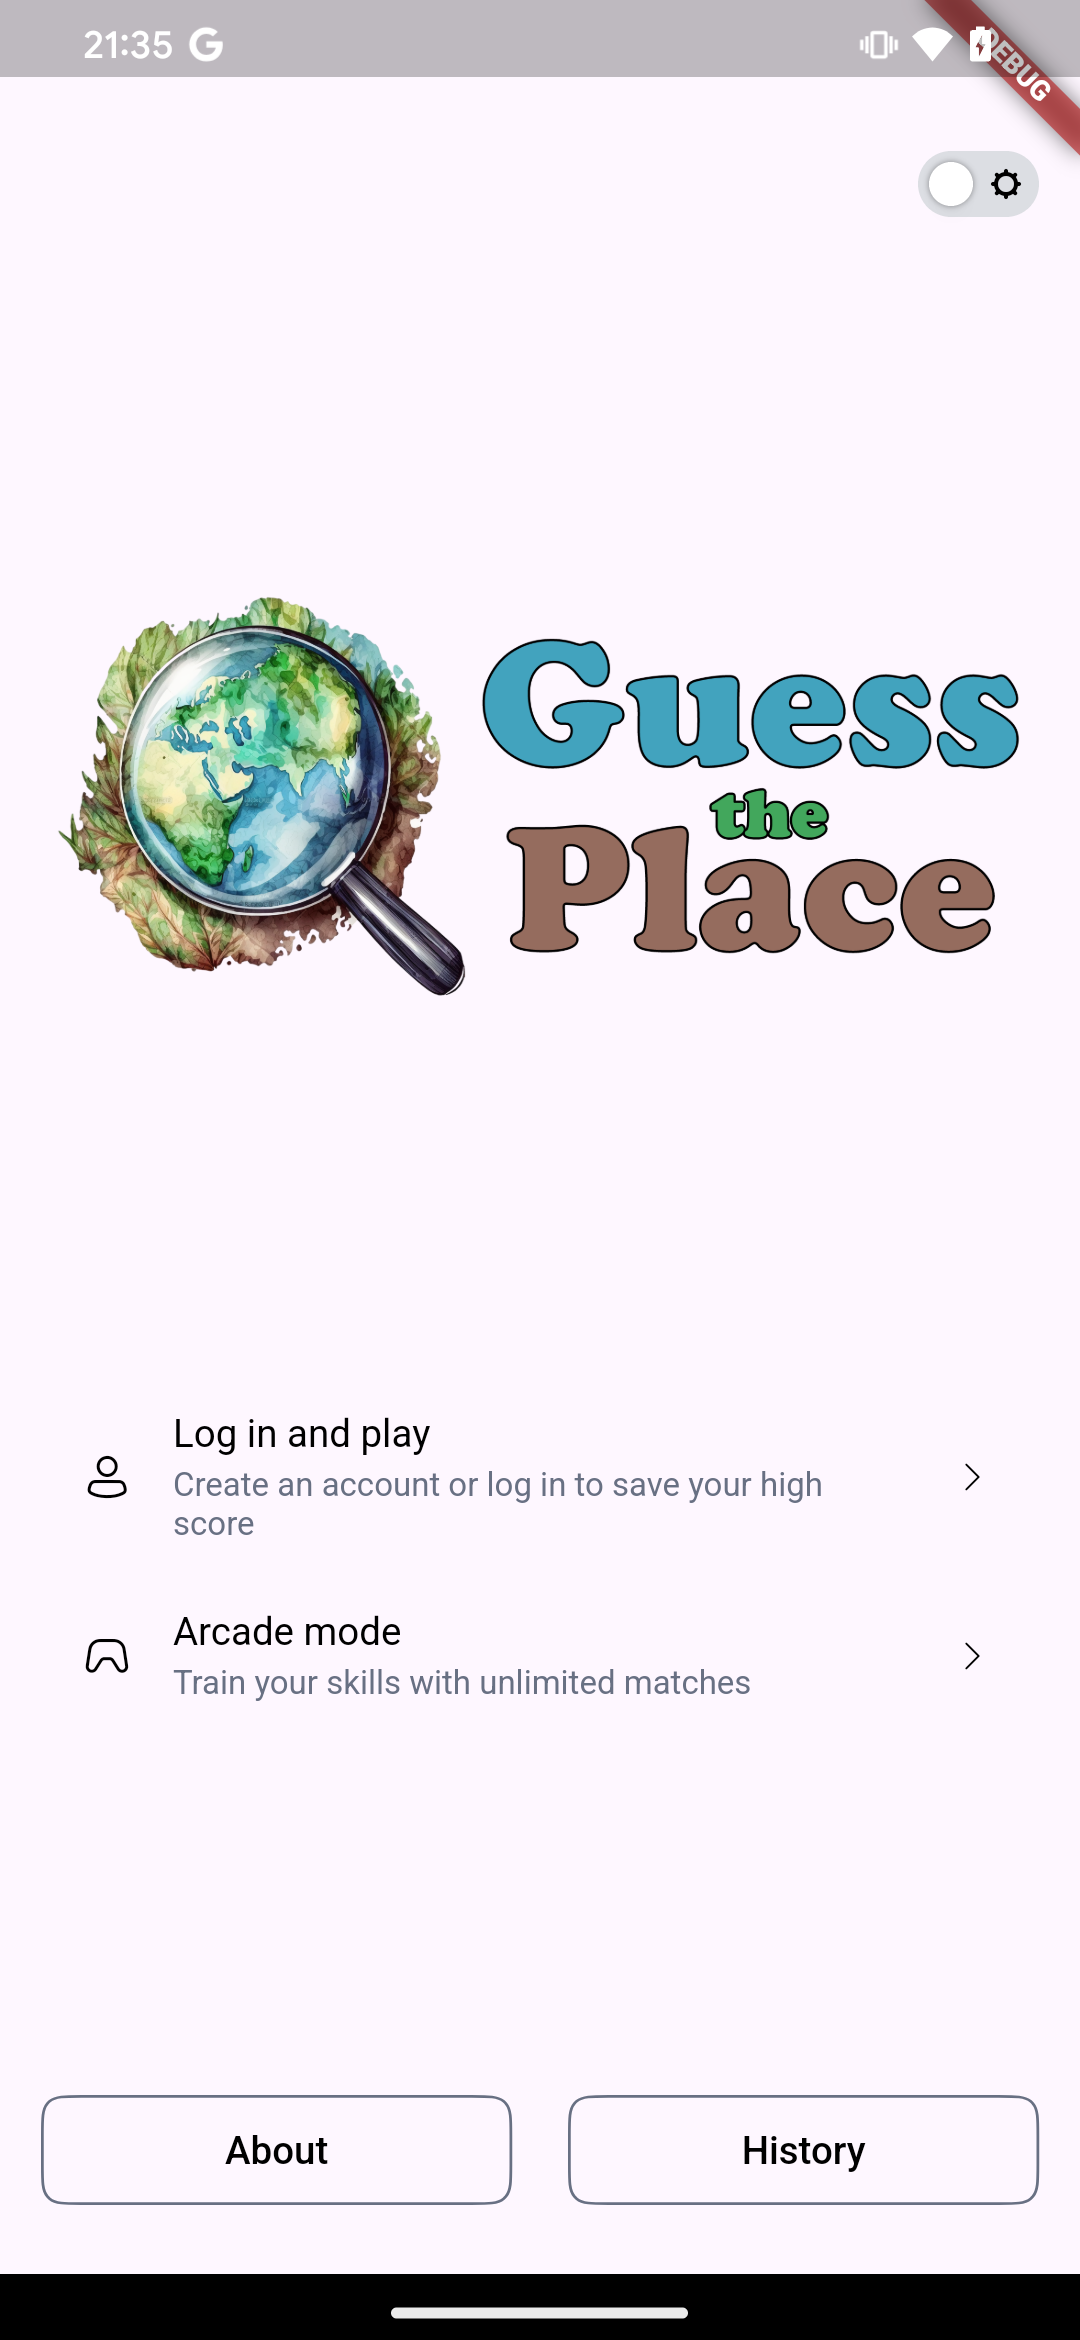 21:35
DEBUG
Guess
the
Place
Log in and play
Create an account or log in to save your high
score
Arcade mode
Train your skills with unlimited matches
About
History